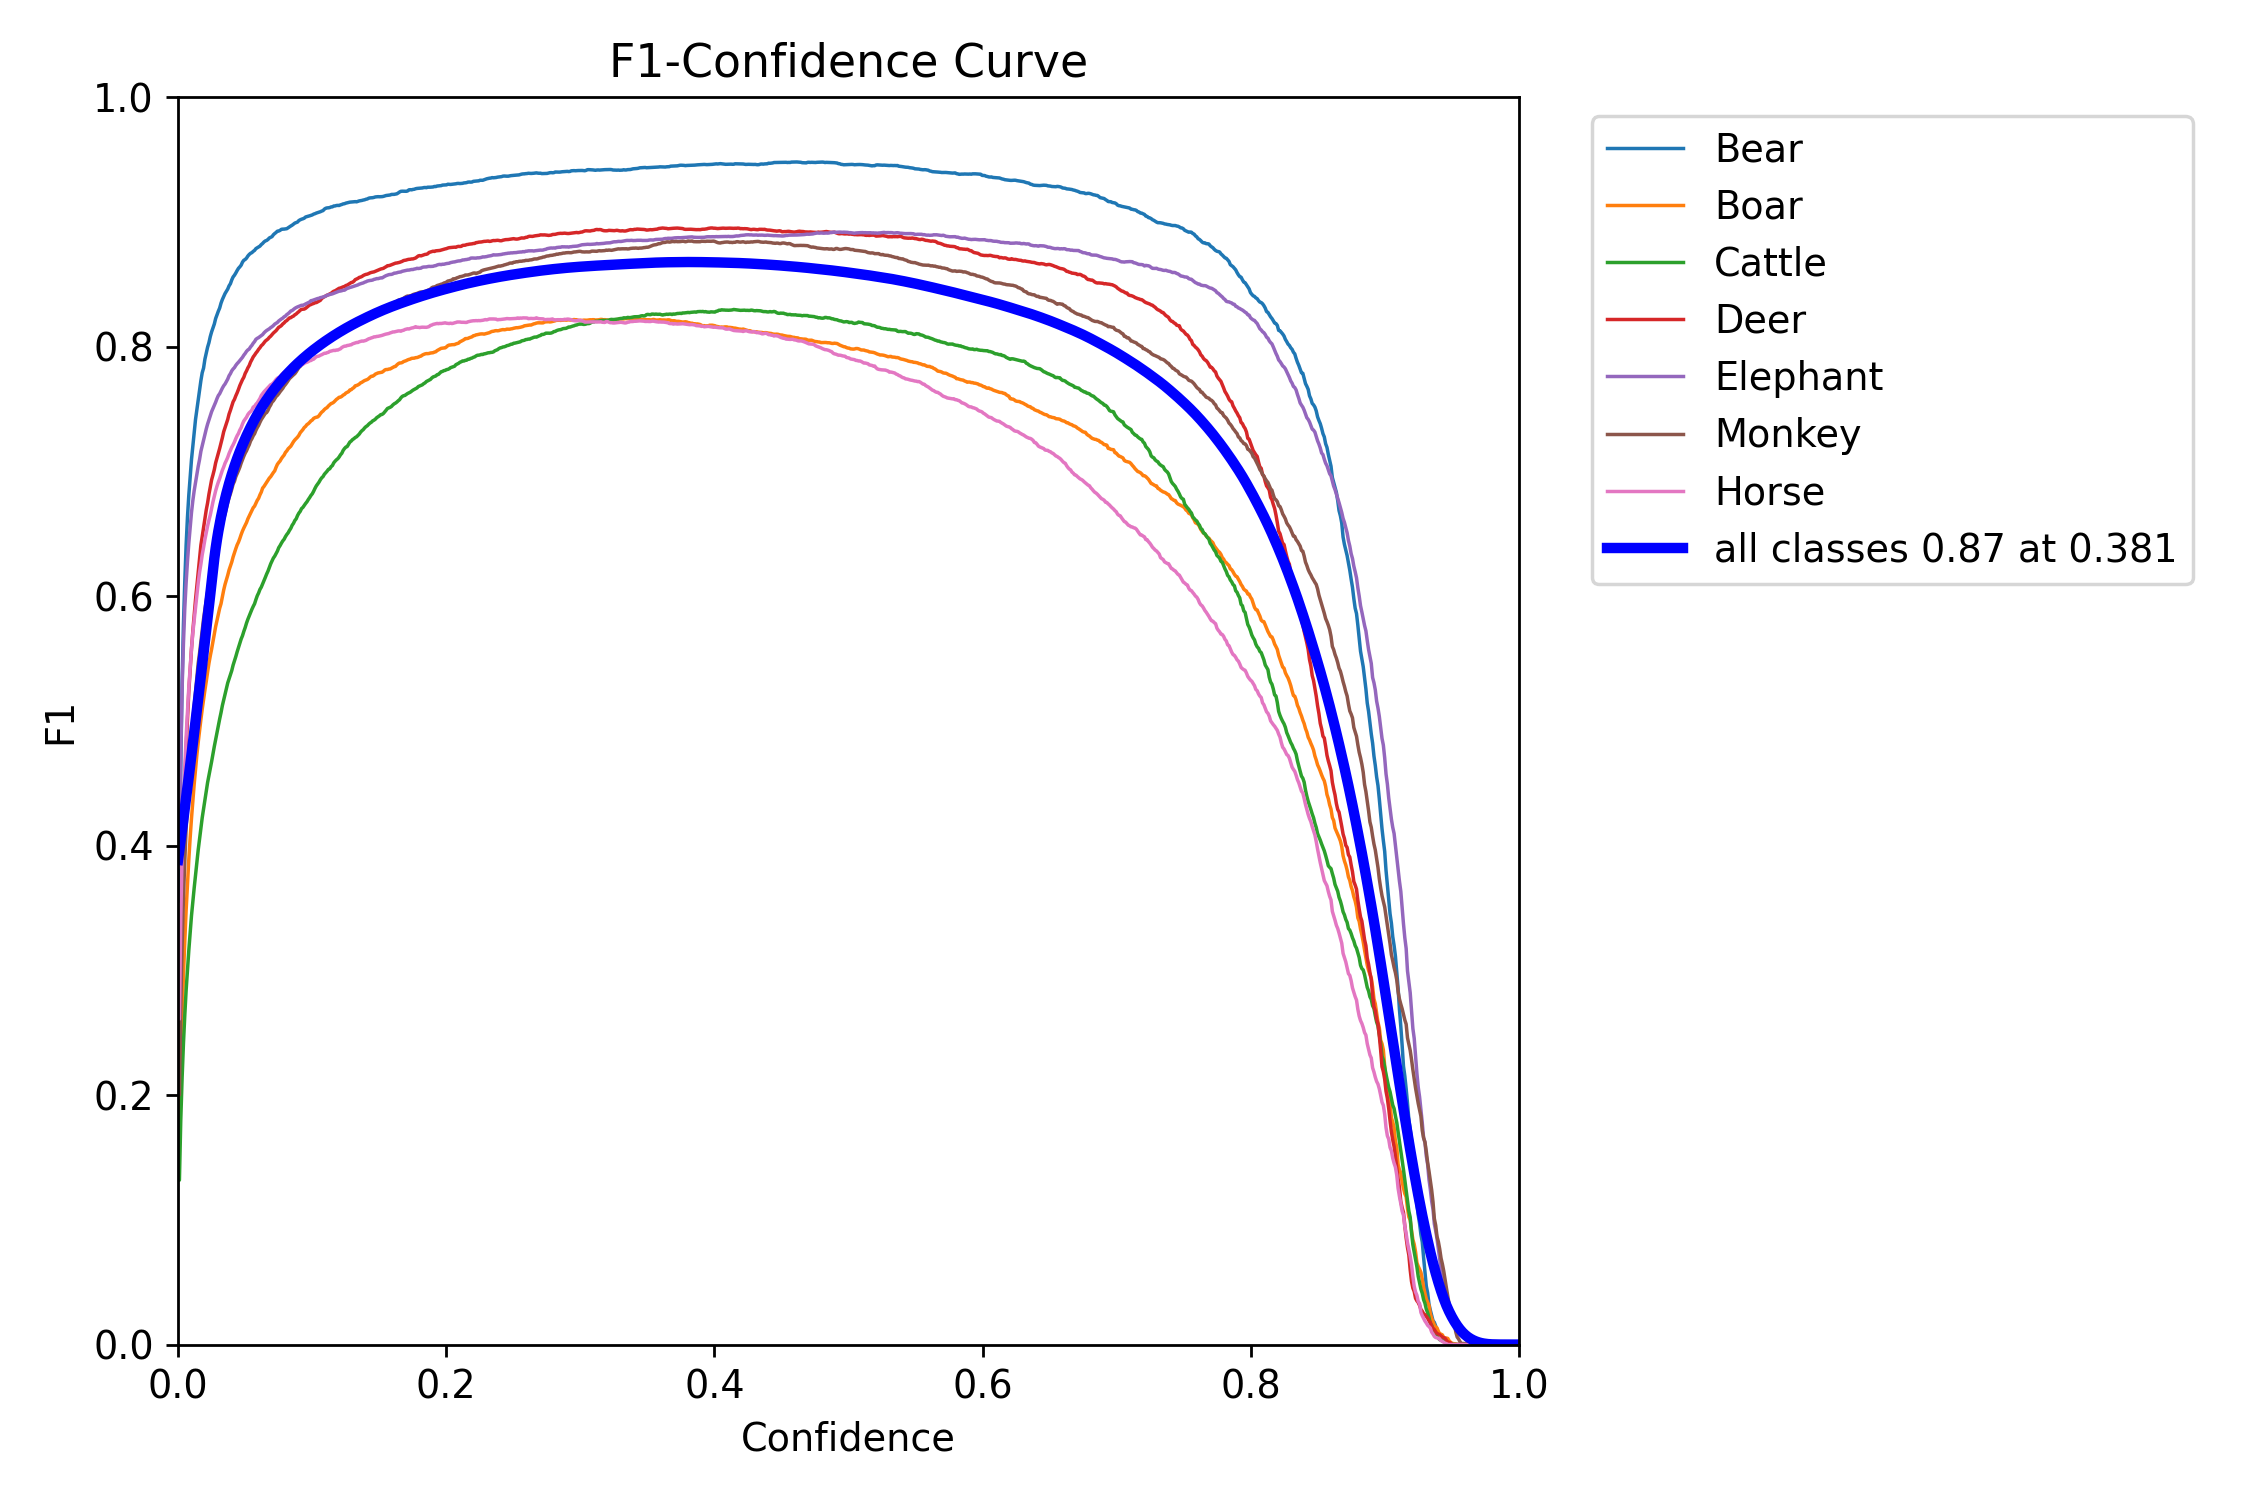 F1-Confidence Curve
1.0
0.8
0.6
0.4
0.2
0.0
F1
0.0 0.2 0.4 0.6 0.8 1.0
Confidence
Bear
Boar
Cattle
Deer
Elephant
Monkey
Horse
all classes 0.87 at 0.381